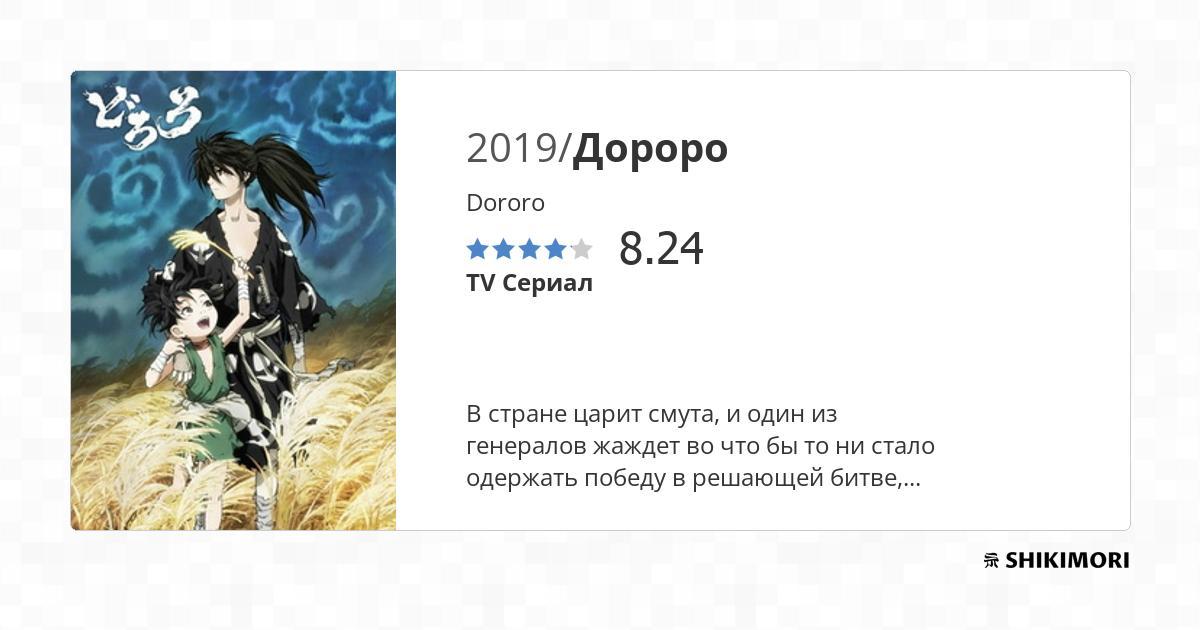 どろろ
2019/Дороро
Dororo
8.24
TV Сериал
В стране царит смута, и один из
генералов жаждет во что бы то ни стало
одержать победу в решающей битве,...
SHIKIMORI